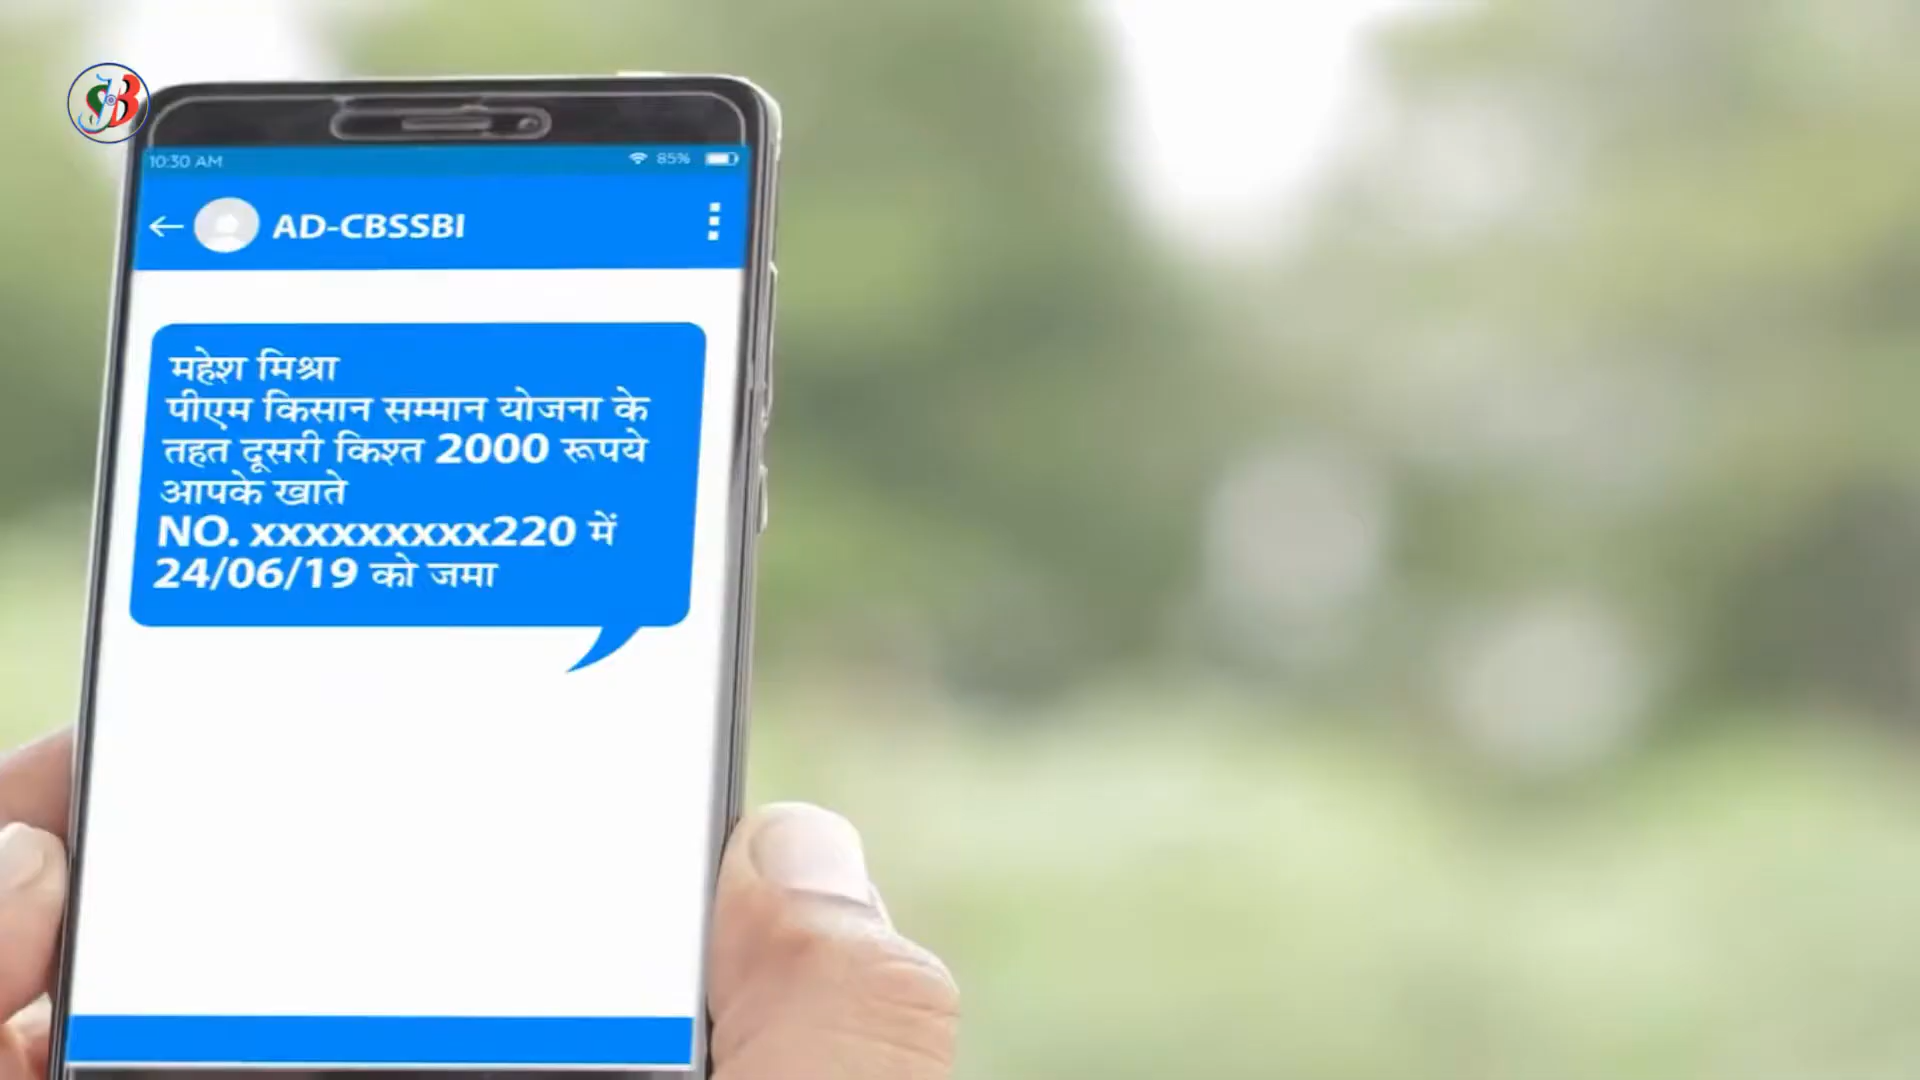 10:30 AM
85%
AD-CBSSBI
महेश मिश्रा
पीएम किसान सम्मान योजना के
तहत दूसरी किश्त 2000 रूपये
आपके खाते
NO. xxxxxxxxxx220 में
24/06/19 को जमा